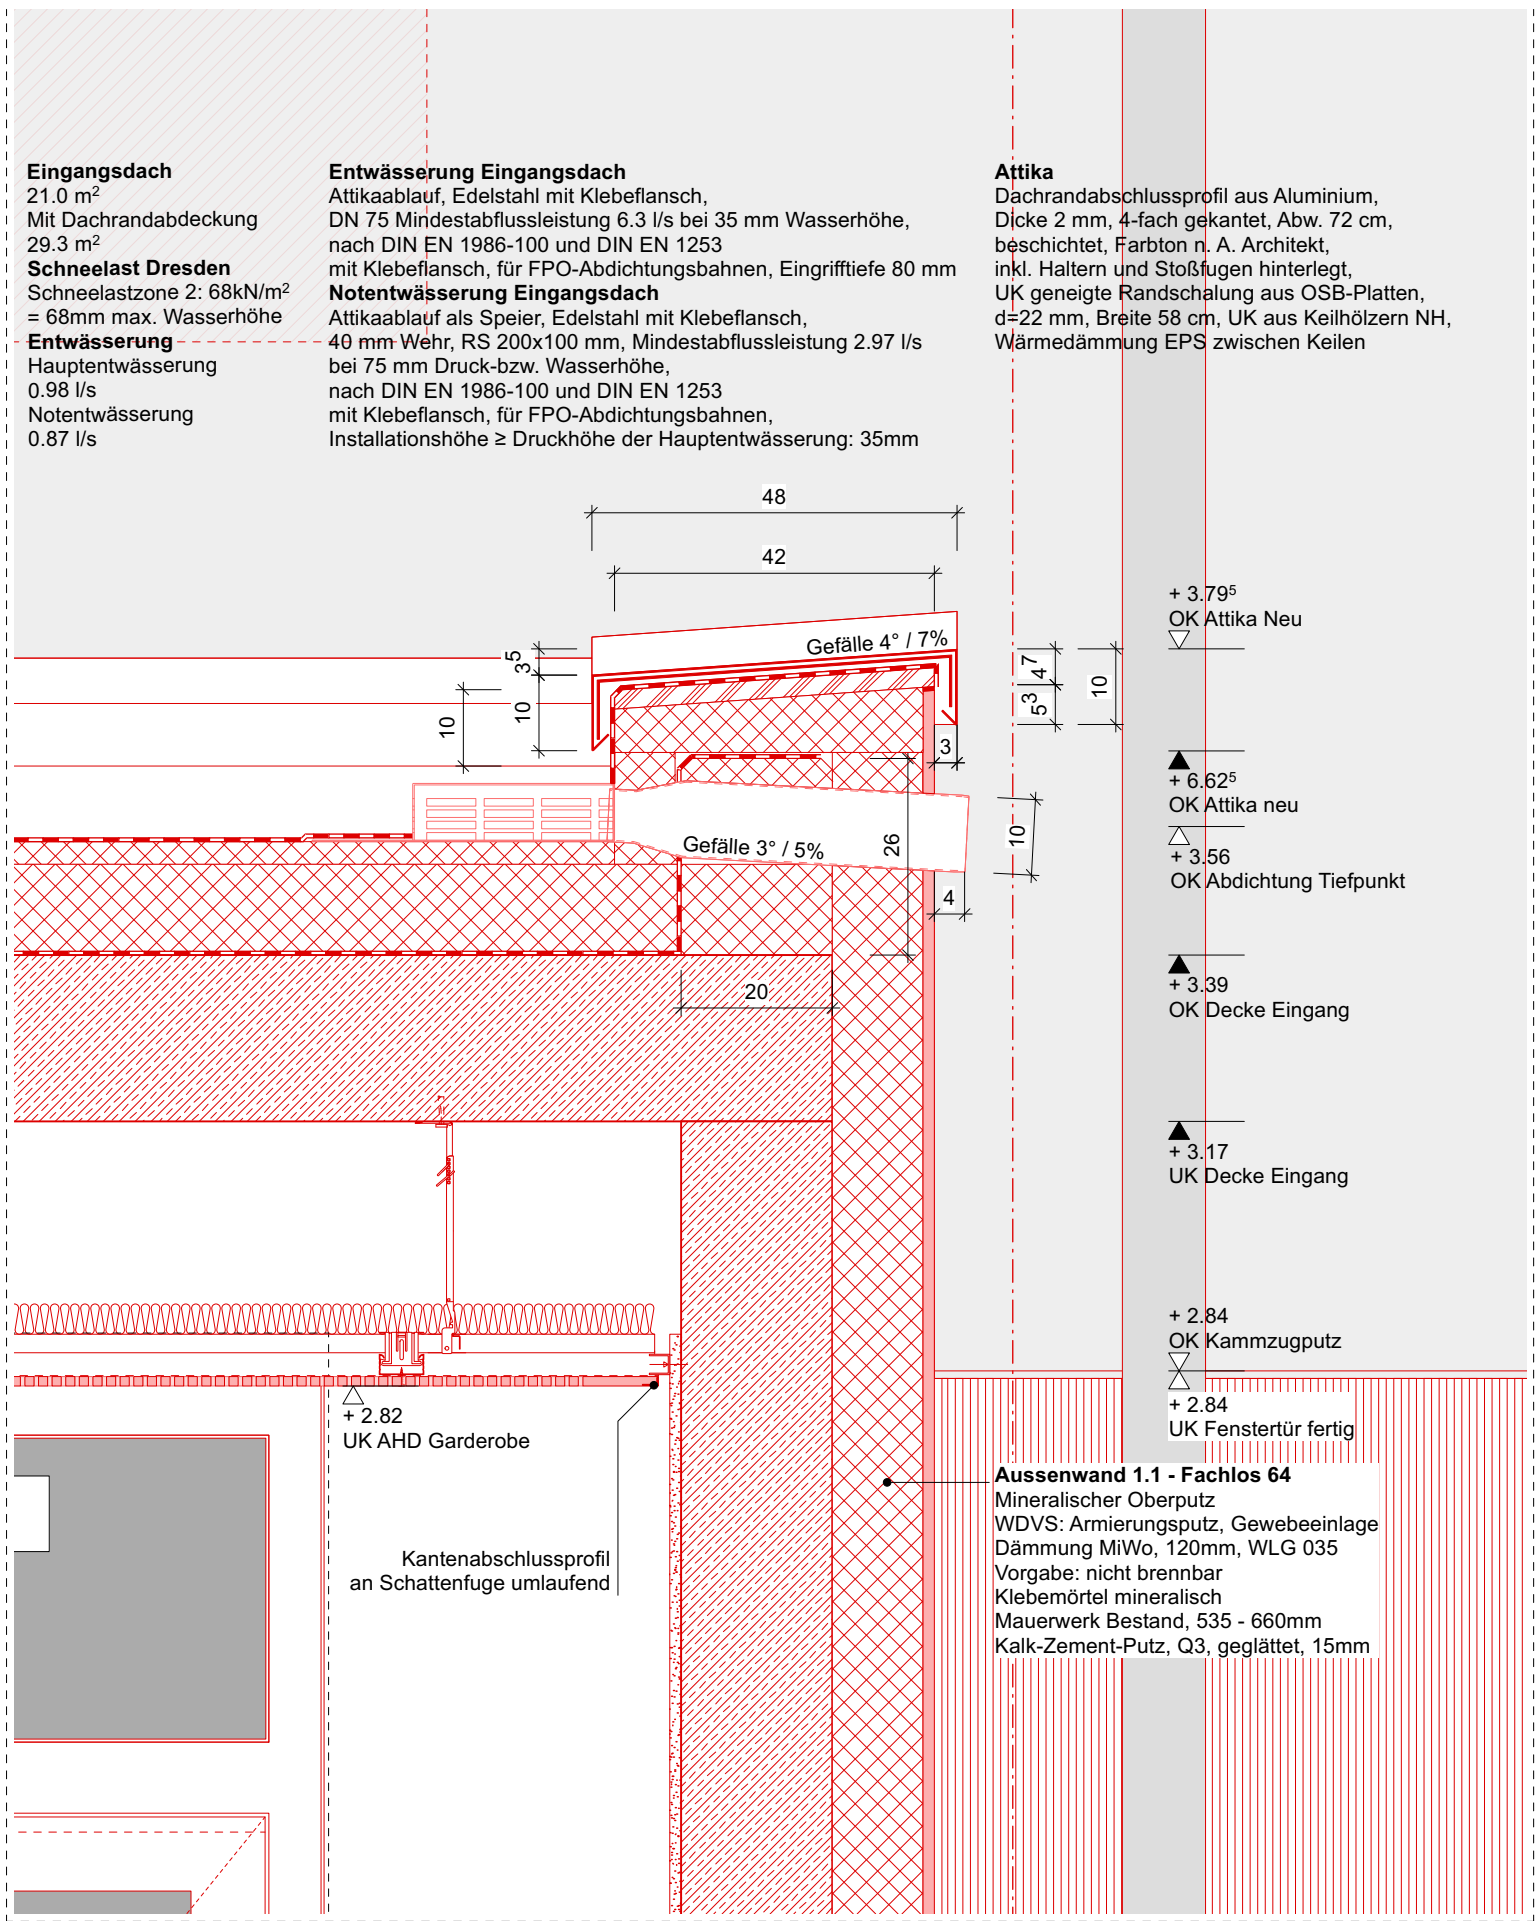 Eingangsdach
21.0 m²
Mit Dachrandabdeckung
29.3 m²
Schneelast Dresden
Schneelastzone 2: 68kN/m²
= 68mm max. Wasserhöhe
Entwässerung
Hauptentwässerung
0.98 l/s
Notentwässerung
0.87 l/s
Entwässerung Eingangsdach
Attikaablauf, Edelstahl mit Klebeflansch,
DN 75 Mindestabflussleistung 6.3 l/s bei 35 mm Wasserhöhe,
nach DIN EN 1986-100 und DIN EN 1253
mit Klebeflansch, für FPO-Abdichtungsbahnen, Eingrifftiefe 80 mm
Notentwässerung Eingangsdach
Attikaablauf als Speier, Edelstahl mit Klebeflansch,
40 mm Wehr, RS 200x100 mm, Mindestabflussleistung 2.97 l/s
bei 75 mm Druck-bzw. Wasserhöhe,
nach DIN EN 1986-100 und DIN EN 1253
mit Klebeflansch, für FPO-Abdichtungsbahnen,
Installationshöhe ≥ Druckhöhe der Hauptentwässerung: 35mm
Attika
Dachrandabschlussprofil aus Aluminium,
Dicke 2 mm, 4-fach gekantet, Abw. 72 cm,
beschichtet, Farbton n. A. Architekt,
inkl. Haltern und Stoßfugen hinterlegt,
UK geneigte Randschalung aus OSB-Platten,
d=22 mm, Breite 58 cm, UK aus Keilhölzern NH,
Wärmedämmung EPS zwischen Keilen
48
42
Gefälle 4° / 7%
3⁵
10
10
4⁷
5³
10
3
Gefälle 3° / 5%
26
10
4
20
+ 3.79⁵
OK Attika Neu
+ 6.62⁵
OK Attika neu
+ 3.56
OK Abdichtung Tiefpunkt
+ 3.39
OK Decke Eingang
+ 3.17
UK Decke Eingang
+ 2.84
OK Kammzugputz
+ 2.84
UK Fenstertür fertig
+ 2.82
UK AHD Garderobe
Kantenabschlussprofil
an Schattenfuge umlaufend
Aussenwand 1.1 - Fachlos 64
Mineralischer Oberputz
WDVS: Armierungsputz, Gewebeeinlage
Dämmung MiWo, 120mm, WLG 035
Vorgabe: nicht brennbar
Klebemörtel mineralisch
Mauerwerk Bestand, 535 - 660mm
Kalk-Zement-Putz, Q3, geglättet, 15mm